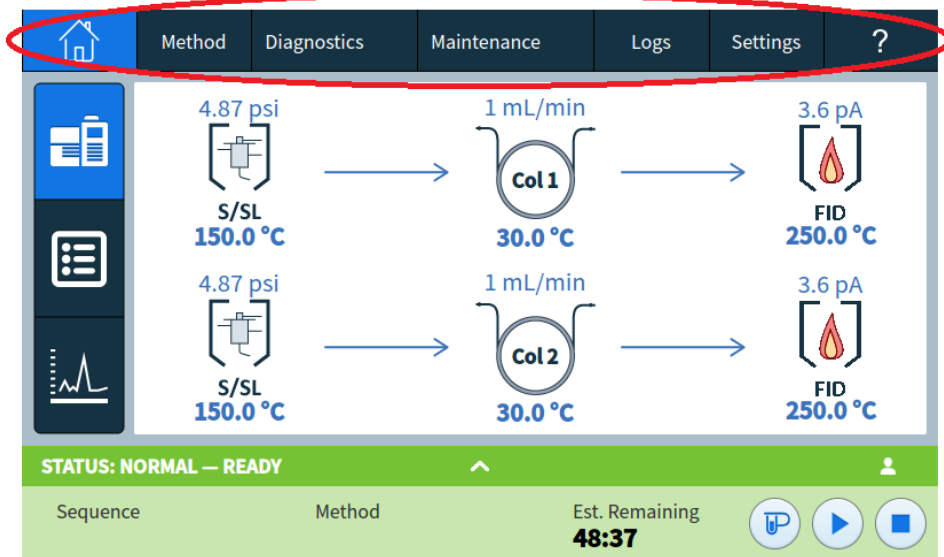 Method Diagnostics Maintenance Logs Settings ?
4.87 psi 1 mL/min 3.6 pA
Col 1
S/SL FID
150.0 °C 30.0 °C 250.0 °C
4.87 psi 1 mL/min 3.6 pA
Col 2
S/SL FID
150.0 °C 30.0 °C 250.0 °C
STATUS: NORMAL — READY
Sequence Method Est. Remaining
48:37